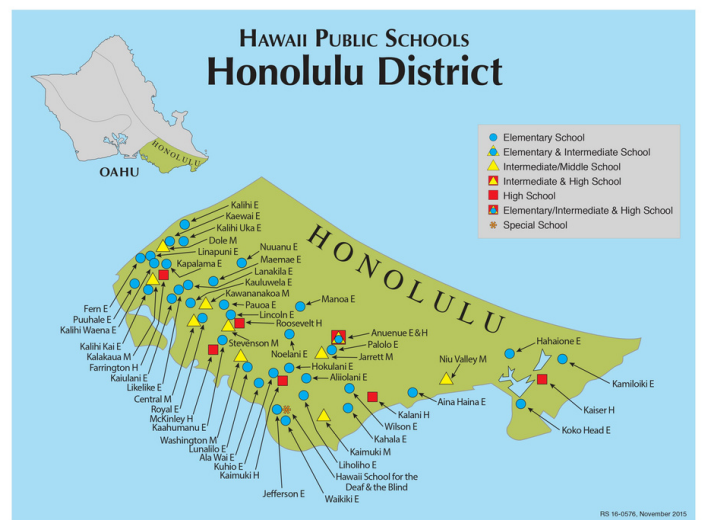 HAWAII PUBLIC SCHOOLS
Honolulu District
HONOLULU
OAHU
Elementary School
Elementary & Intermediate School
Intermediate/Middle School
Intermediate & High School
High School
Elementary/Intermediate & High School
Special School
HONOLULU
Kalihi E
Kaewai E
Kalihi Uka E
Dole M
Linapuni E
Kapalama E
Nuuanu E
Maemae E
Lanakila E
Kauluwela E
Kawananakoa M
Pauoa E
Lincoln E
Roosevelt H
Manoa E
Stevenson M
Noelani E
Anuenue E&H
Palolo E
Jarrett M
Hokulani E
Aliiolani E
Niu Valley M
Hahaione E
Kamiloiki E
Kaiser H
Koko Head E
Aina Haina E
Kalani H
Wilson E
Kahala E
Kaimuki M
Liholiho E
Hawaii School for the
Deaf & the Blind
Waikiki E
Jefferson E
Fern E
Puuhale E
Kalihi Waena E
Kalihi Kai E
Kalakaua M
Farrington H
Kaiulani E
Likelike E
Central M
Royal E
McKinley H
Kaahumanu E
Washington M
Lunalilo E
Ala Wai E
Kuhio E
Kaimuki H
RS 16-0576, November 2015